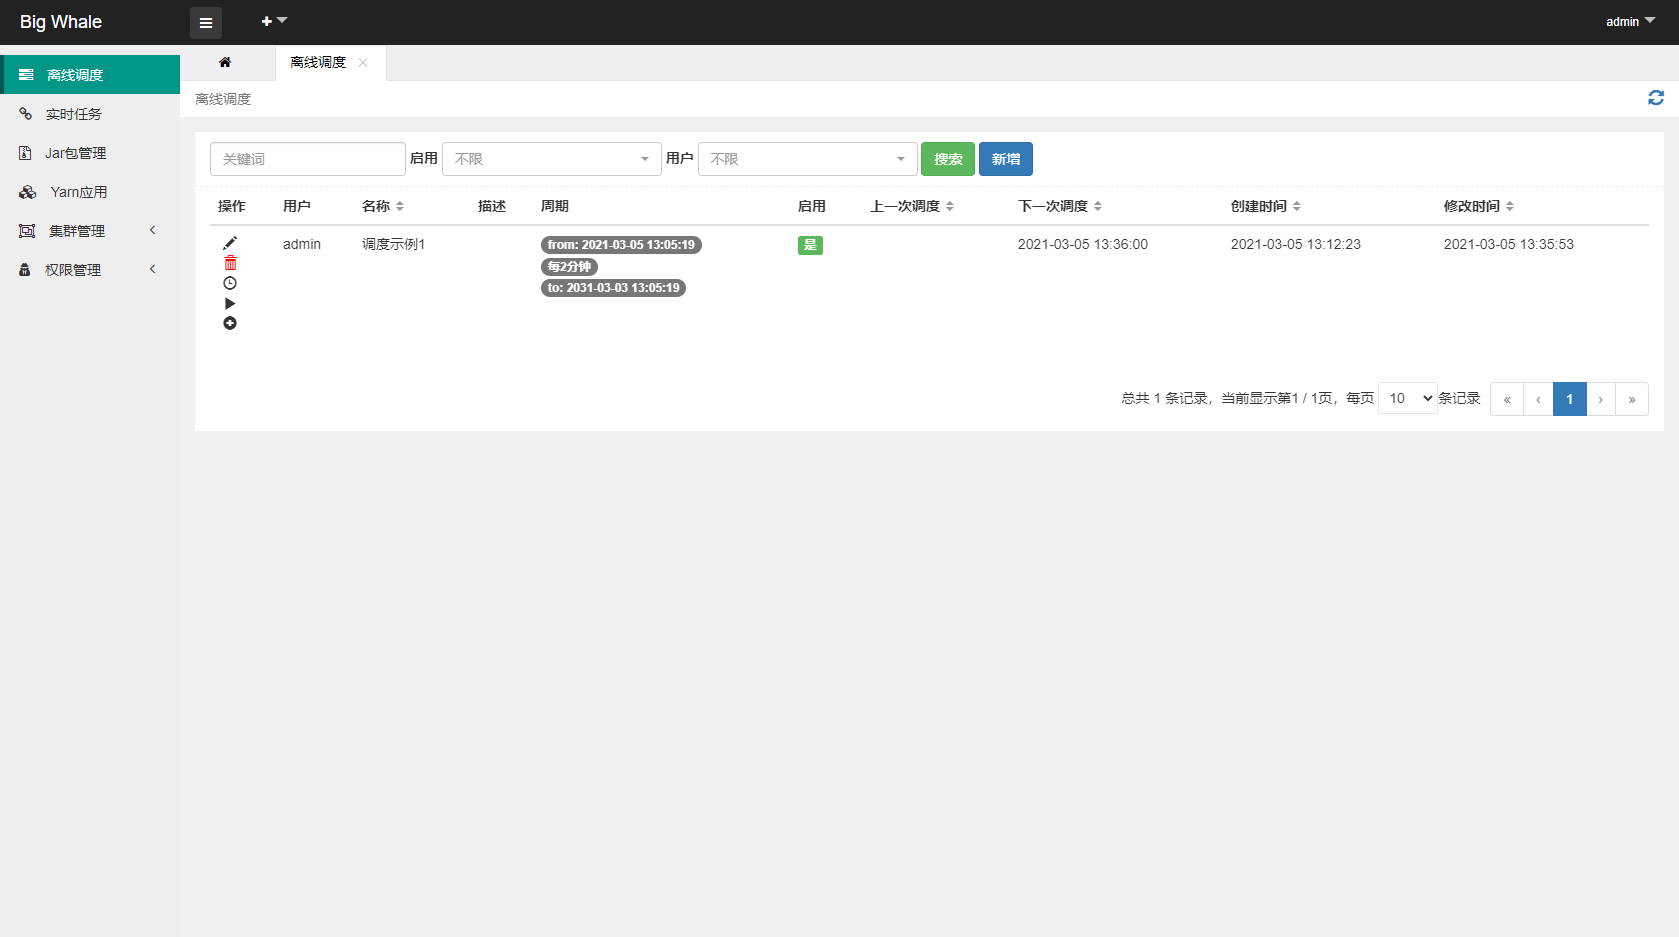 Big Whale
admin
离线调度
实时任务
Jar包管理
Yarn应用
集群管理
权限管理
离线调度
离线调度
关键词 启用 不限 用户 不限 搜索 新增
操作 用户 名称 描述 周期 启用 上一次调度 下一次调度 创建时间 修改时间
admin 调度示例1 from: 2021-03-05 13:05:19 是 2021-03-05 13:36:00 2021-03-05 13:12:23 2021-03-05 13:35:53
每2分钟
to: 2031-03-03 13:05:19
总共 1 条记录，当前显示第1 / 1页，每页 10 条记录 « ‹ 1 › »